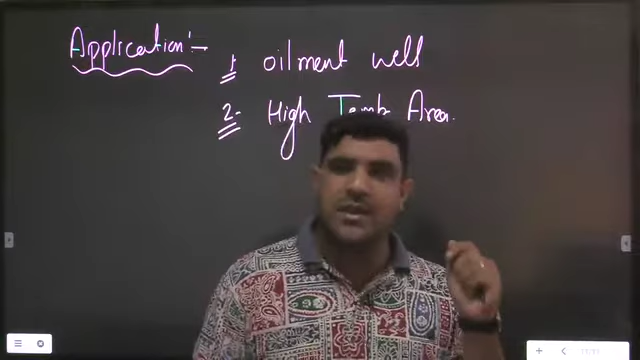 Application :-
1. oilment well
2- High Temp Area.